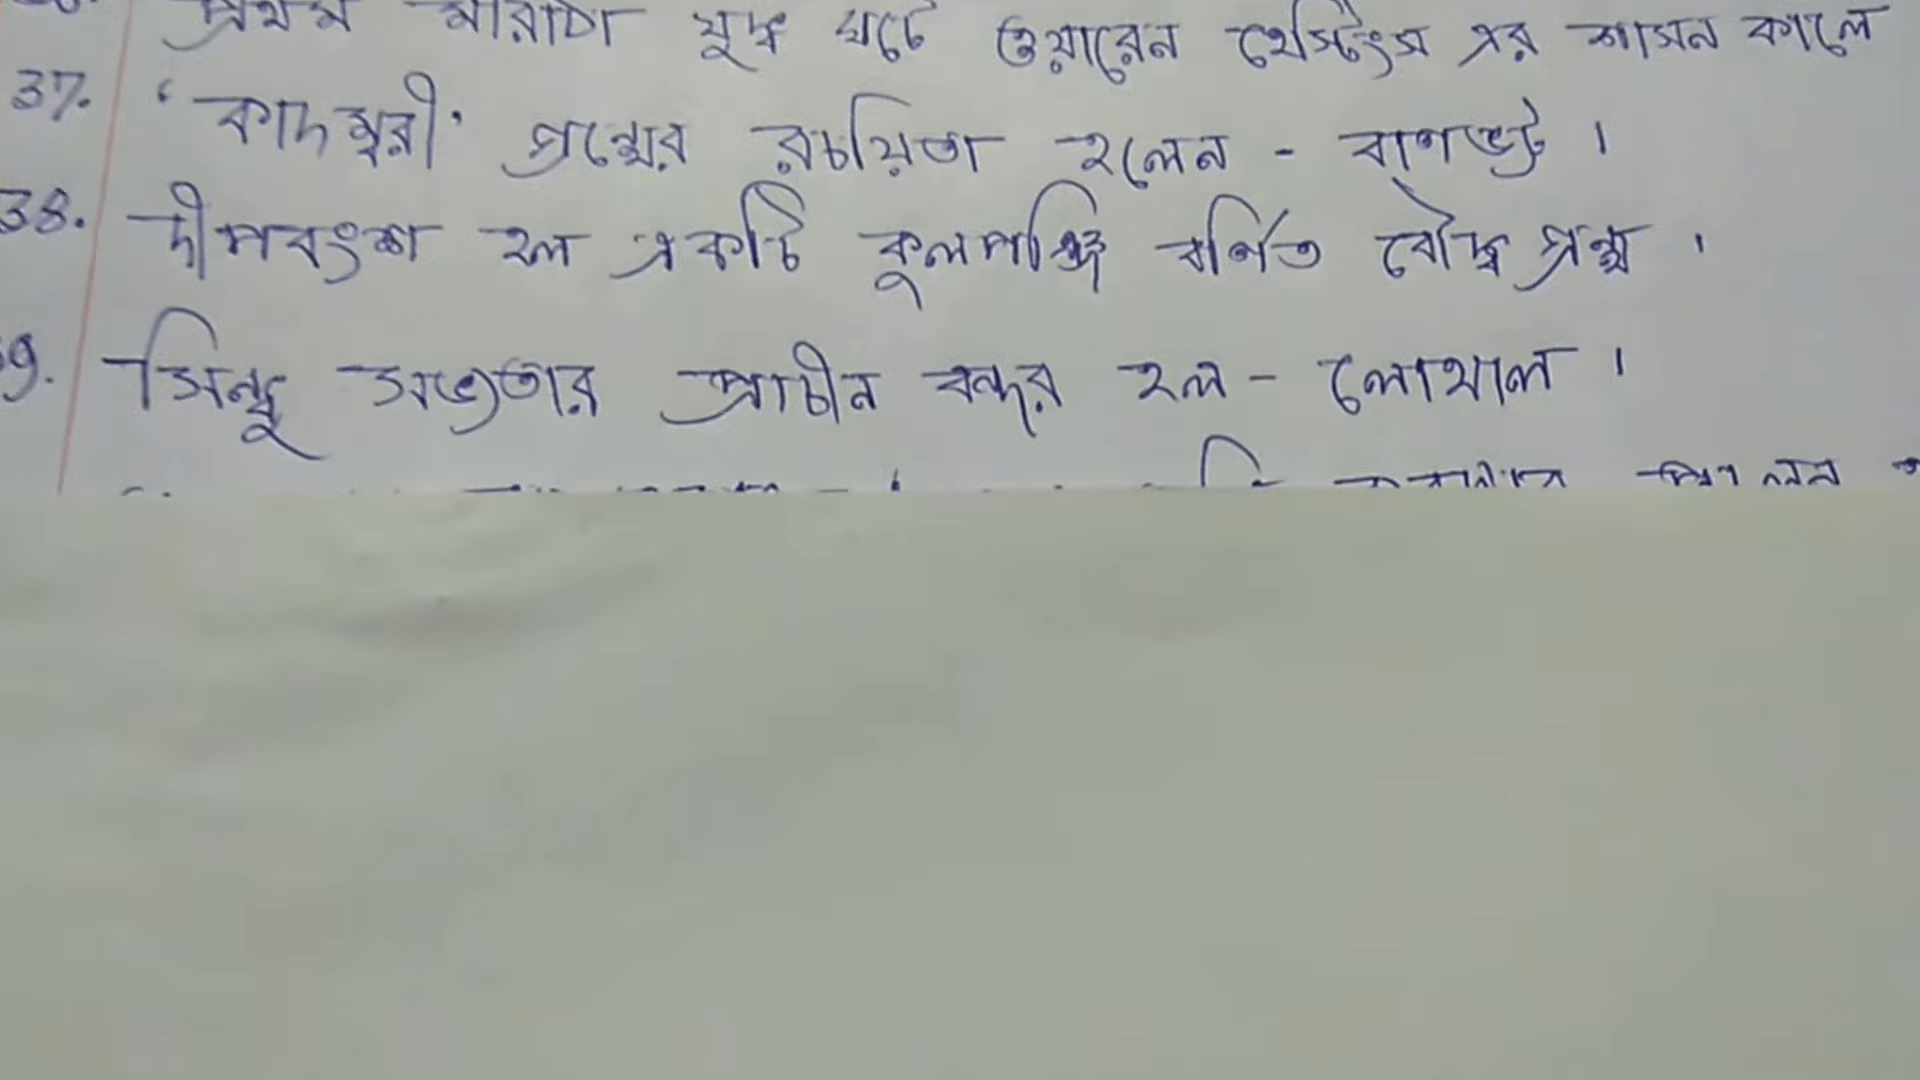 প্রথম মারাঠা যুদ্ধ ঘটে ওয়ারেন হেস্টিংস এর শাসন কালে
37. 'কাদম্বরী' গ্রন্থের রচয়িতা হলেন - বাণভট্ট ।
38. দীপবংশ হল একটি কুলপঞ্জি বর্ণিত বৌদ্ধ গ্রন্থ ।
9. সিন্ধু সভ্যতার প্রাচীন বন্দর হল - লোথাল ।